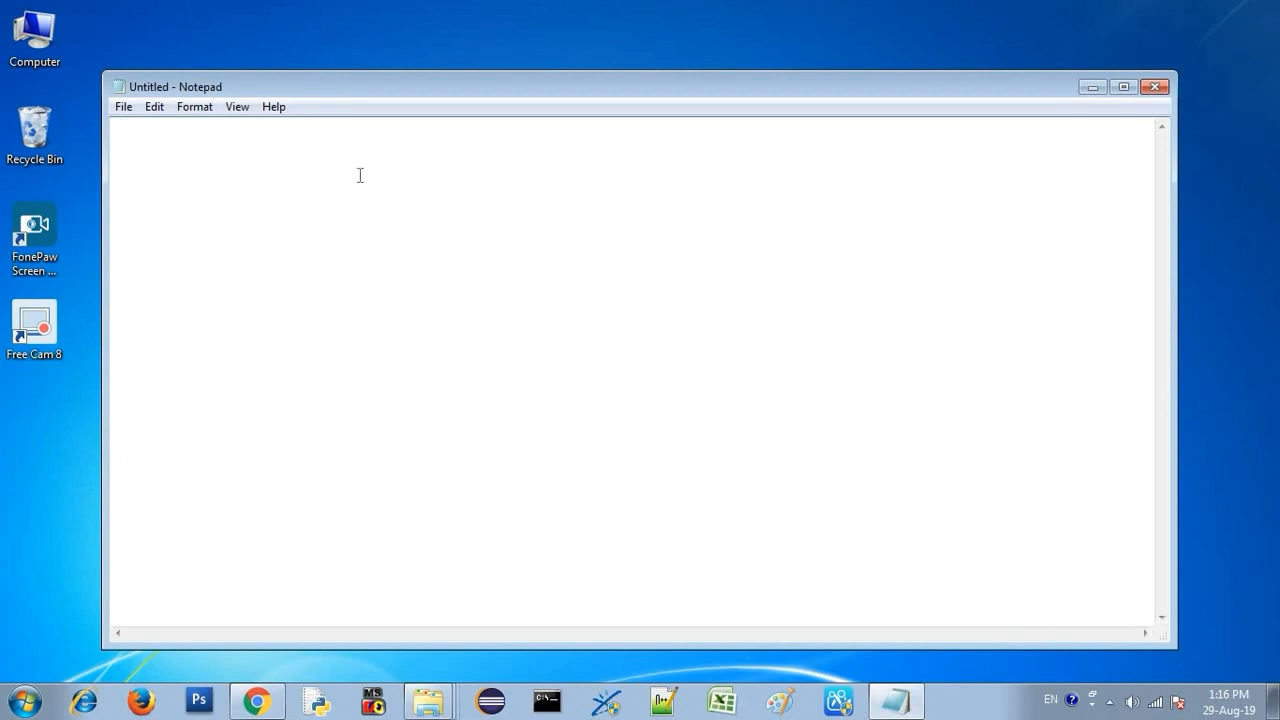 Computer
Recycle Bin
FonePaw
Screen ...
Free Cam 8
Untitled - Notepad
File Edit Format View Help
Ps
MS
EN
1:16 PM
29-Aug-19